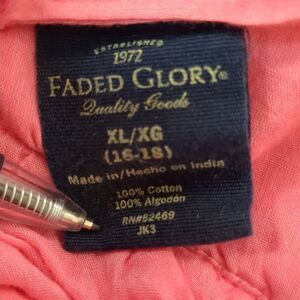 ESTABLISHED
1972
FADED GLORY®
Quality Goods
XL/XG
(16-18)
Made in/Hecho en India
100% Cotton
100% Algodón
RN#52469
JK3